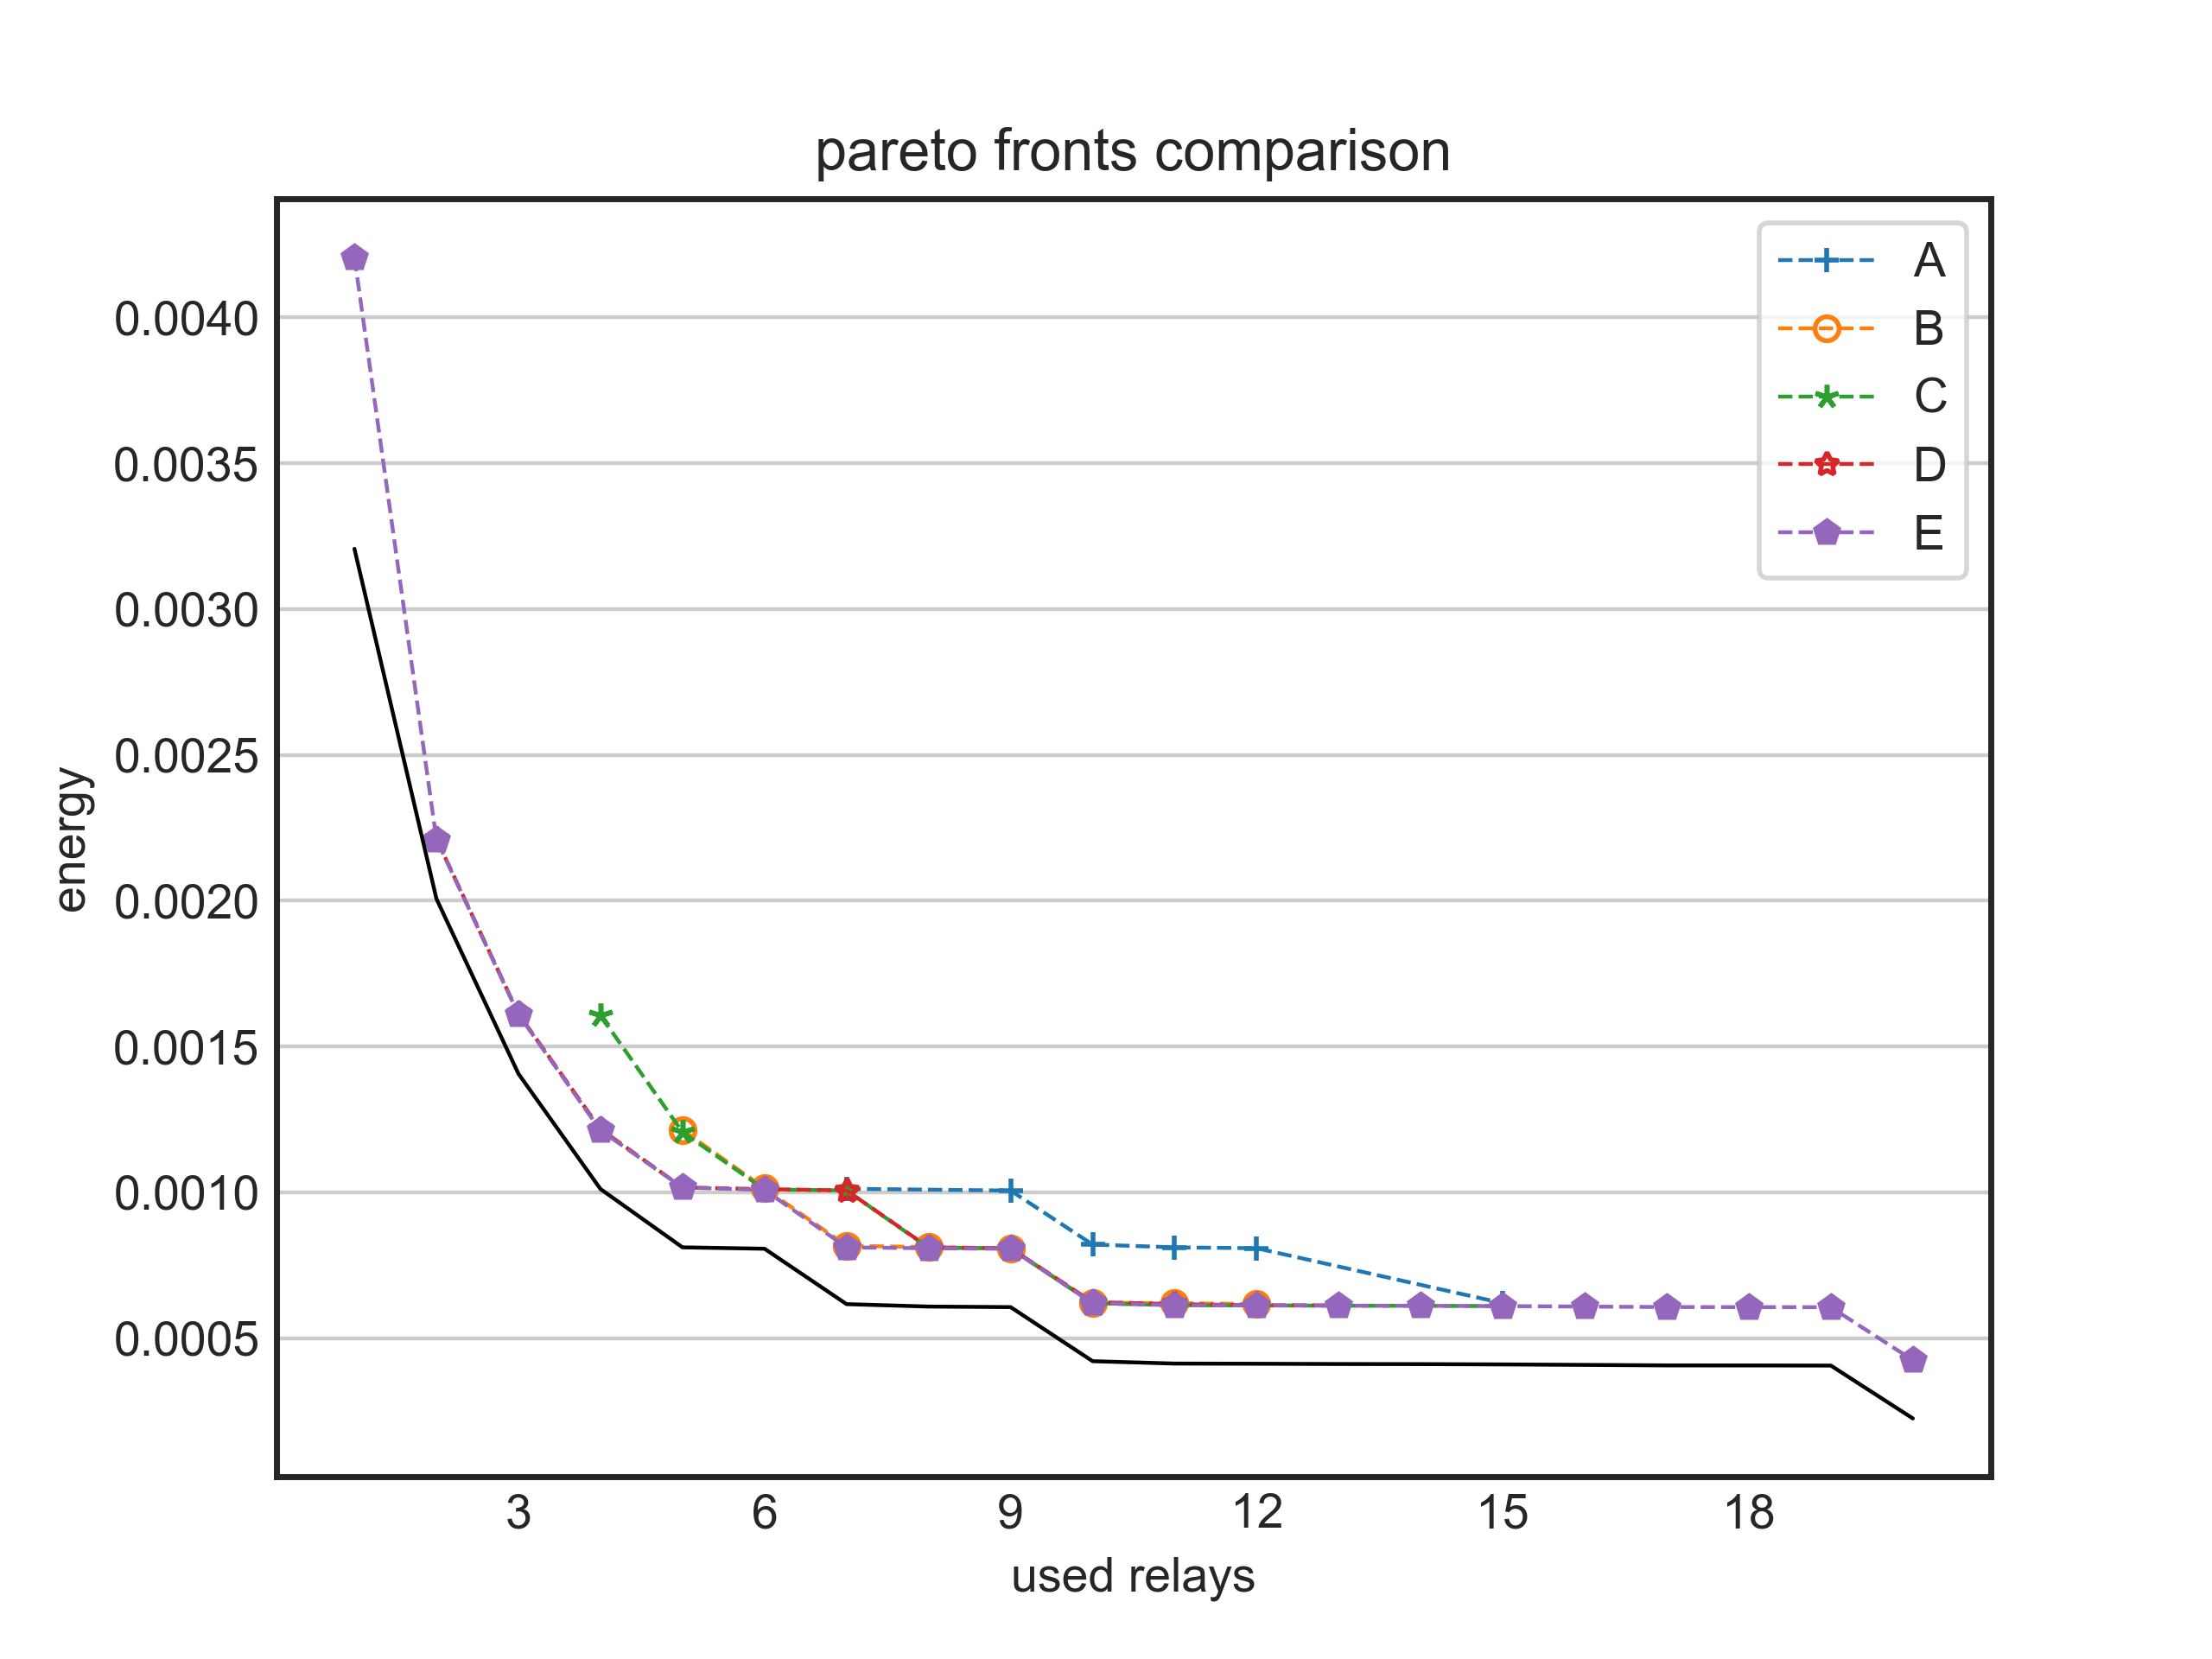 pareto fronts comparison
A
B
C
D
E
0.0040
0.0035
0.0030
0.0025
0.0020
0.0015
0.0010
0.0005
energy
3 6 9 12 15 18
used relays